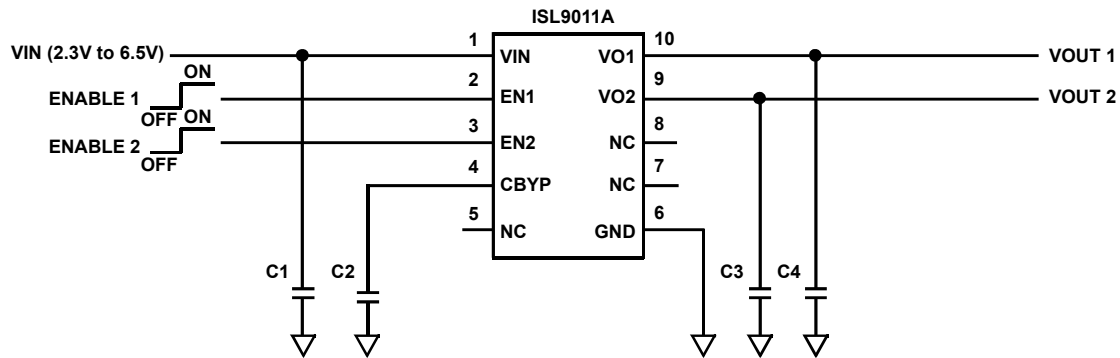 ISL9011A
VIN (2.3V to 6.5V)
1
VIN
VO1
10
VOUT 1
ENABLE 1
OFF
ON
2
EN1
VO2
9
VOUT 2
ENABLE 2
OFF
ON
3
EN2
NC
8
4
CBYP
NC
7
5
NC
GND
6
C1
C2
C3
C4